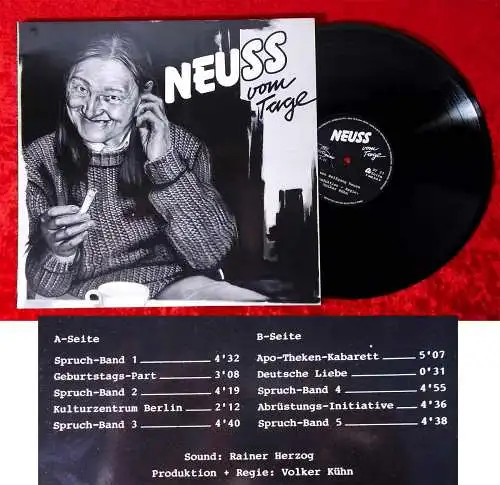 NEUSS
vom
Tage
NEUSS
vom
Tage
A-Seite
Spruch-Band 1 4'32
Geburtstags-Part 3'08
Spruch-Band 2 4'19
Kulturzentrum Berlin 2'12
Spruch-Band 3 4'40
B-Seite
Apo-Theken-Kabarett 5'07
Deutsche Liebe 0'31
Spruch-Band 4 4'55
Abrüstungs-Initiative 4'36
Spruch-Band 5 4'38
Sound: Rainer Herzog
Produktion + Regie: Volker Kühn